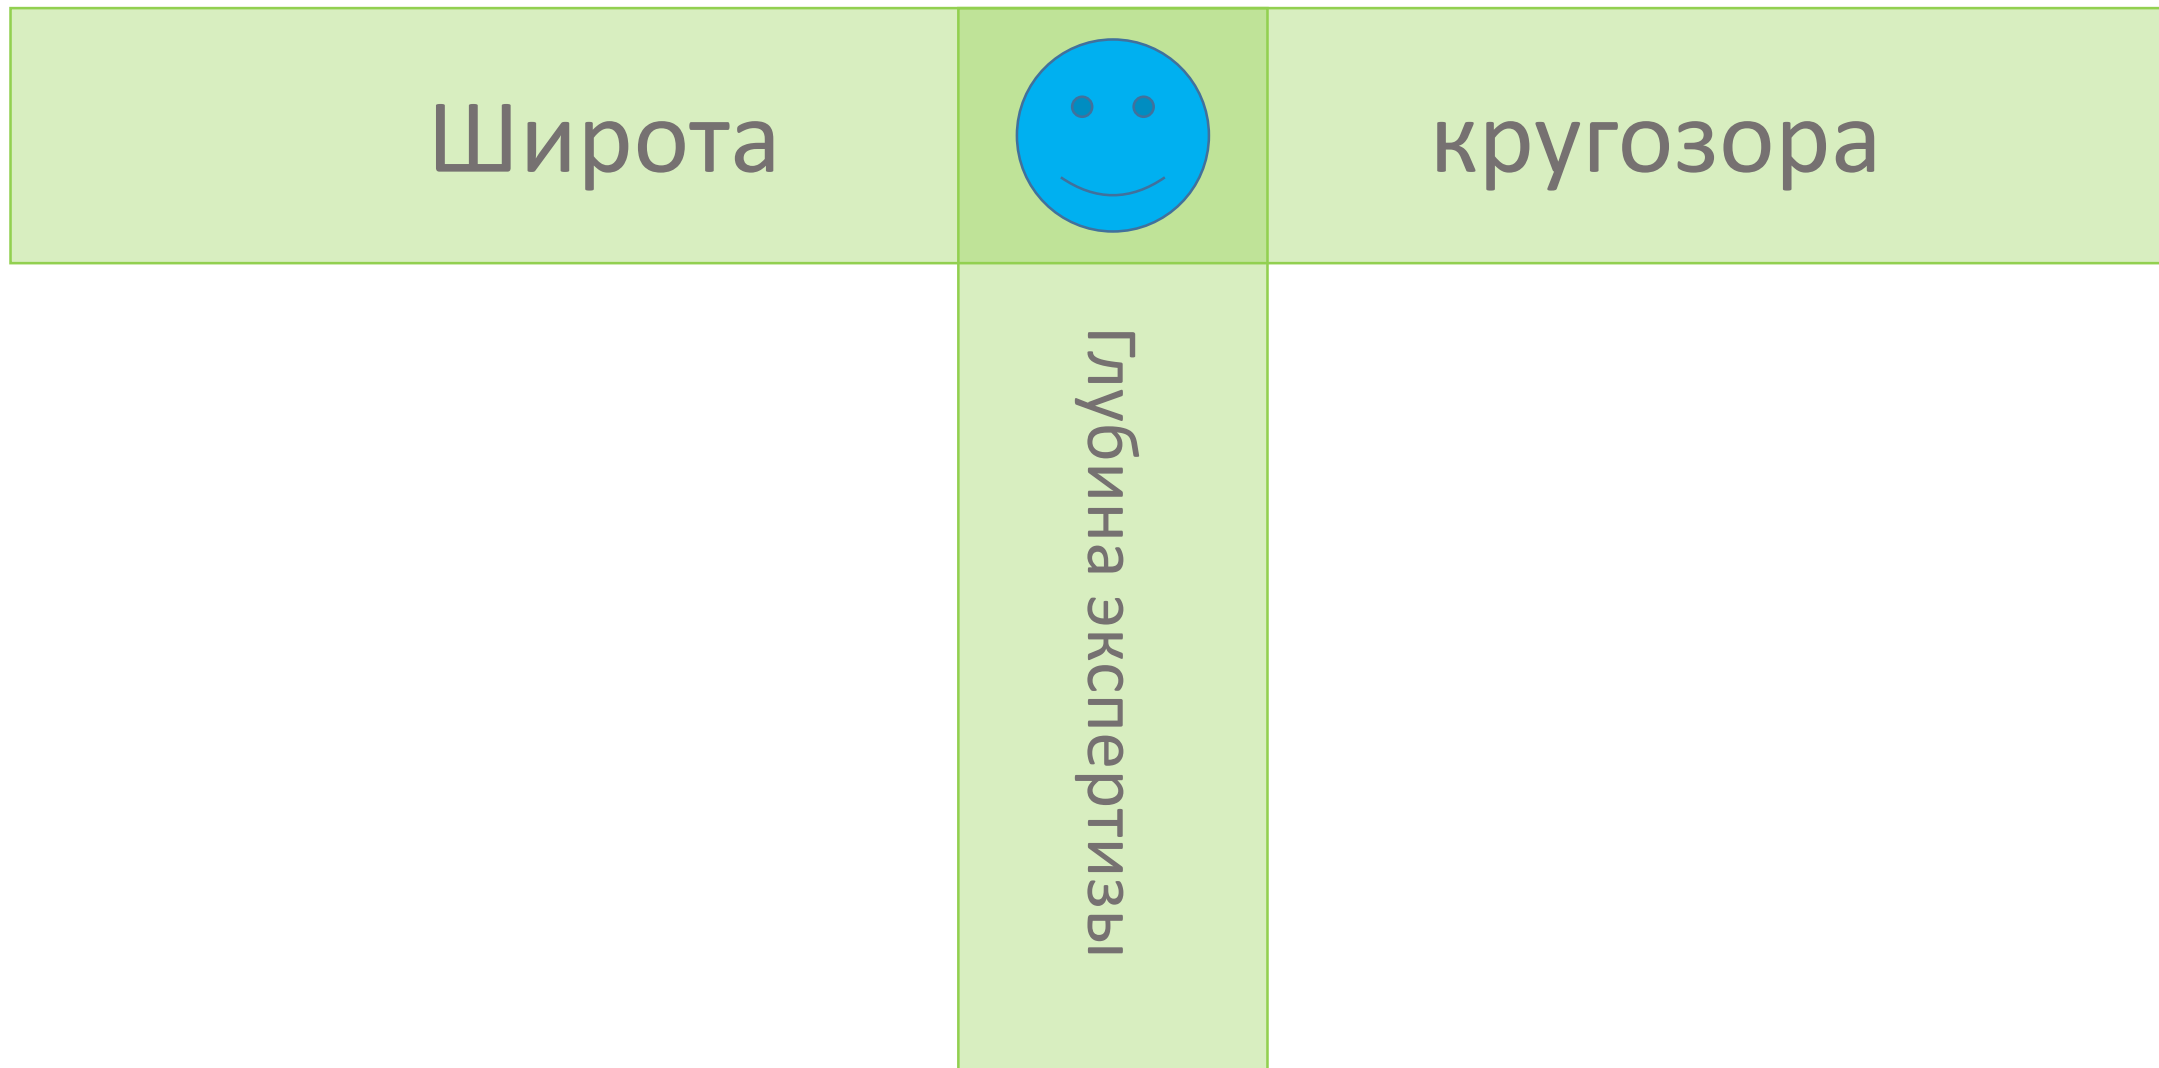 Широта кругозора
Глубина экспертизы